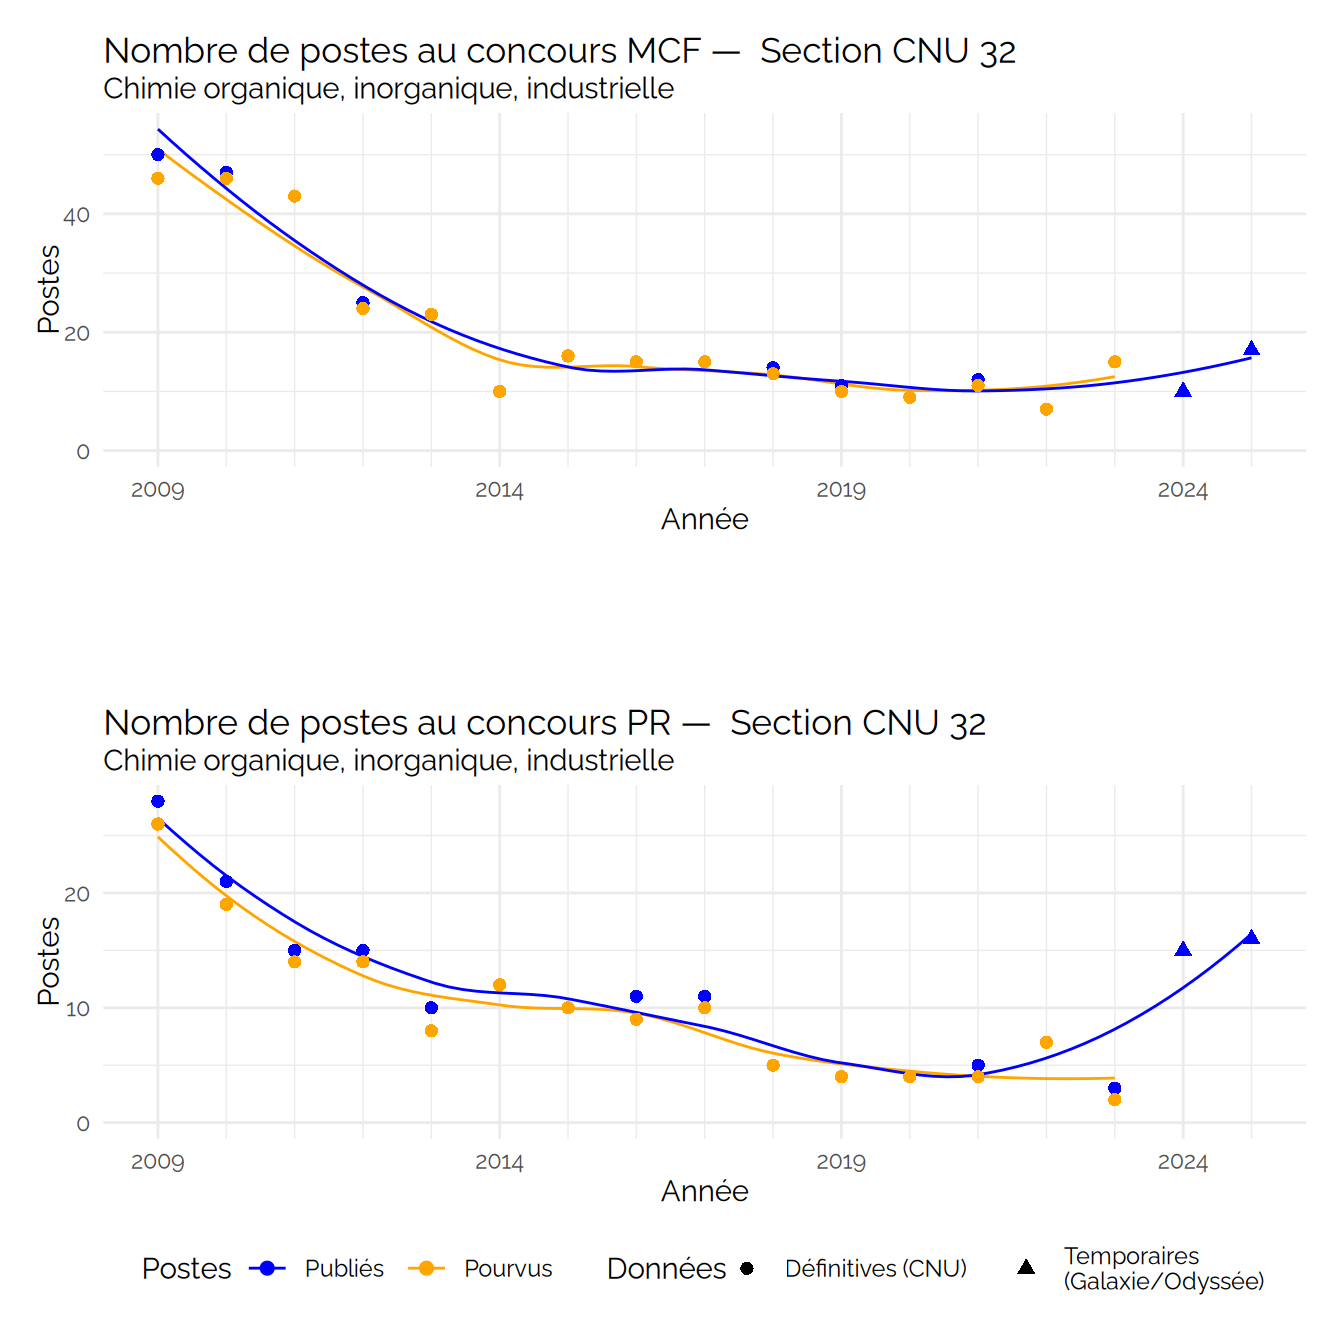 Nombre de postes au concours MCF — Section CNU 32
Chimie organique, inorganique, industrielle
Postes
40
20
0
2009 2014 2019 2024
Année
Nombre de postes au concours PR — Section CNU 32
Chimie organique, inorganique, industrielle
Postes
20
10
0
2009 2014 2019 2024
Année
Postes Publiés Pourvus Données Définitives (CNU) Temporaires
(Galaxie/Odyssée)